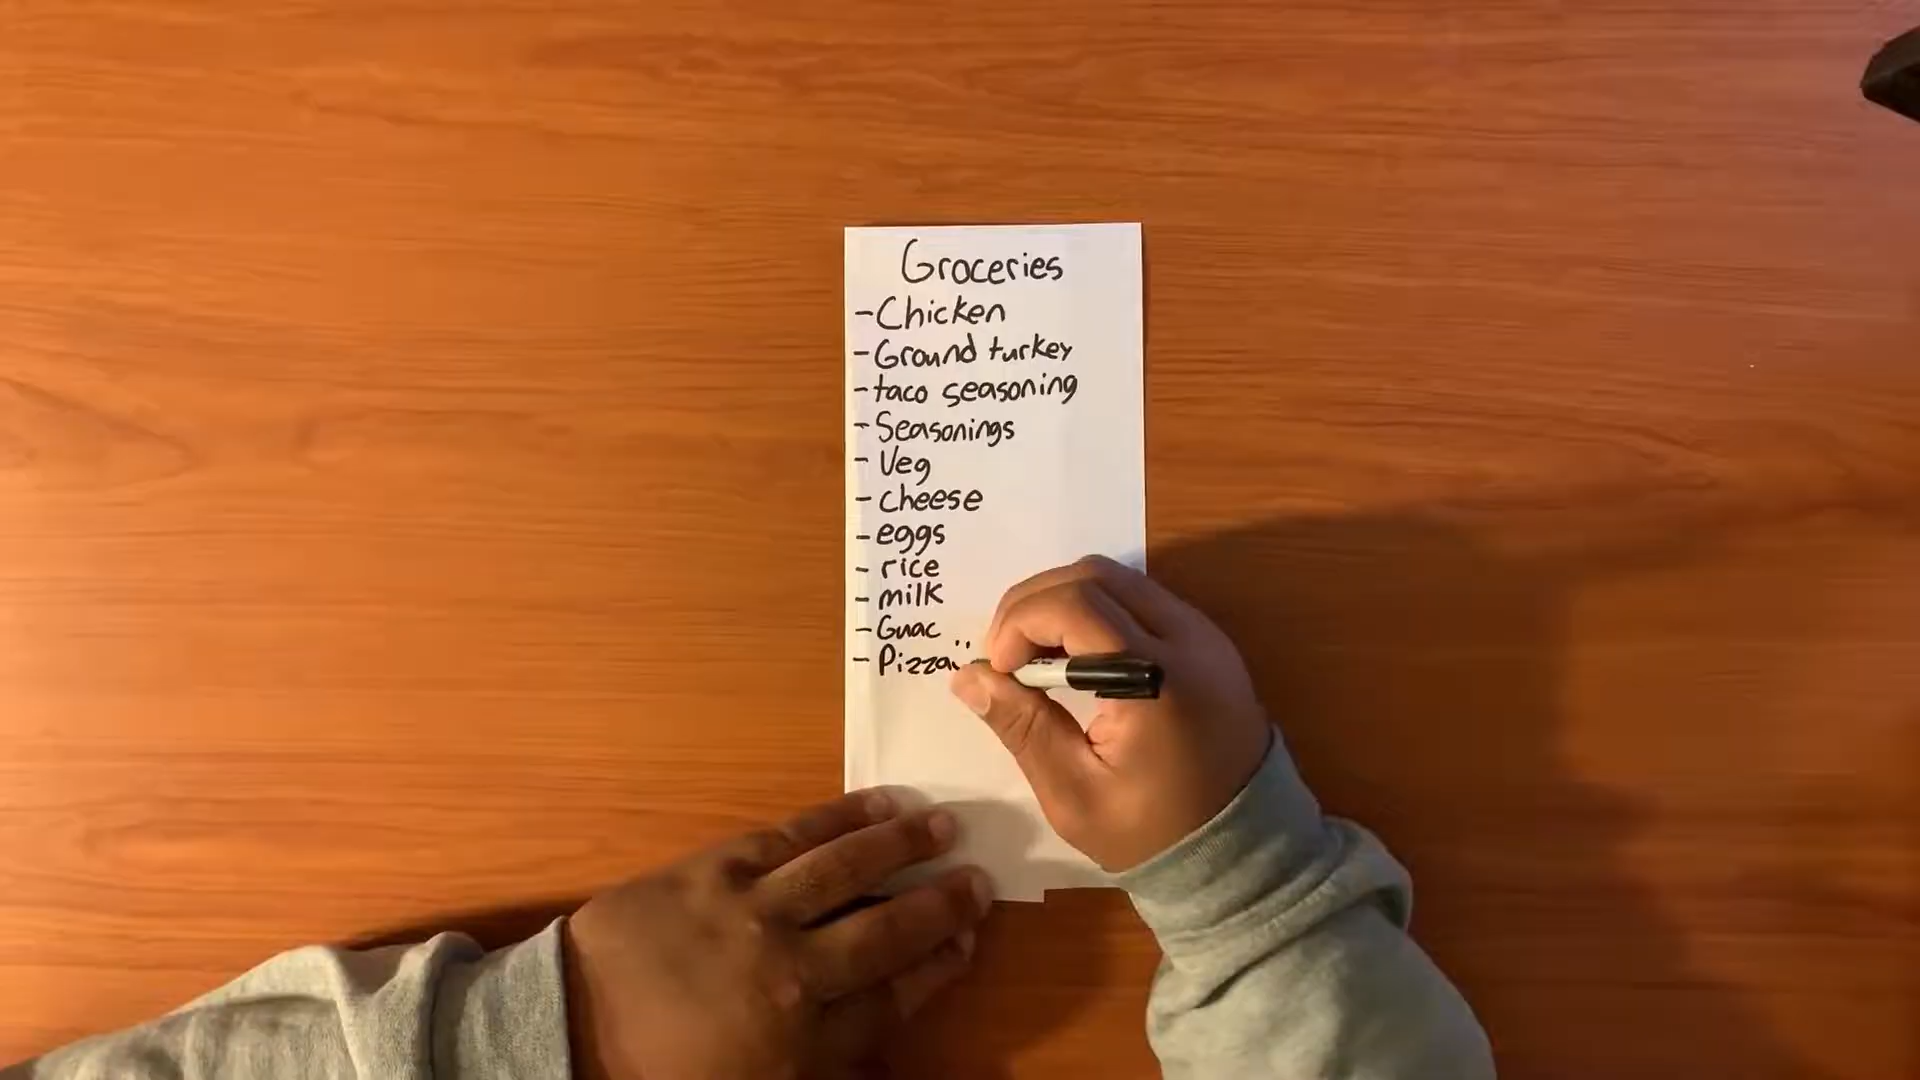 Groceries
- Chicken
- Ground turkey
- taco seasoning
- Seasonings
- Veg
- cheese
- eggs
- rice
- milk
- Guac
- Pizza